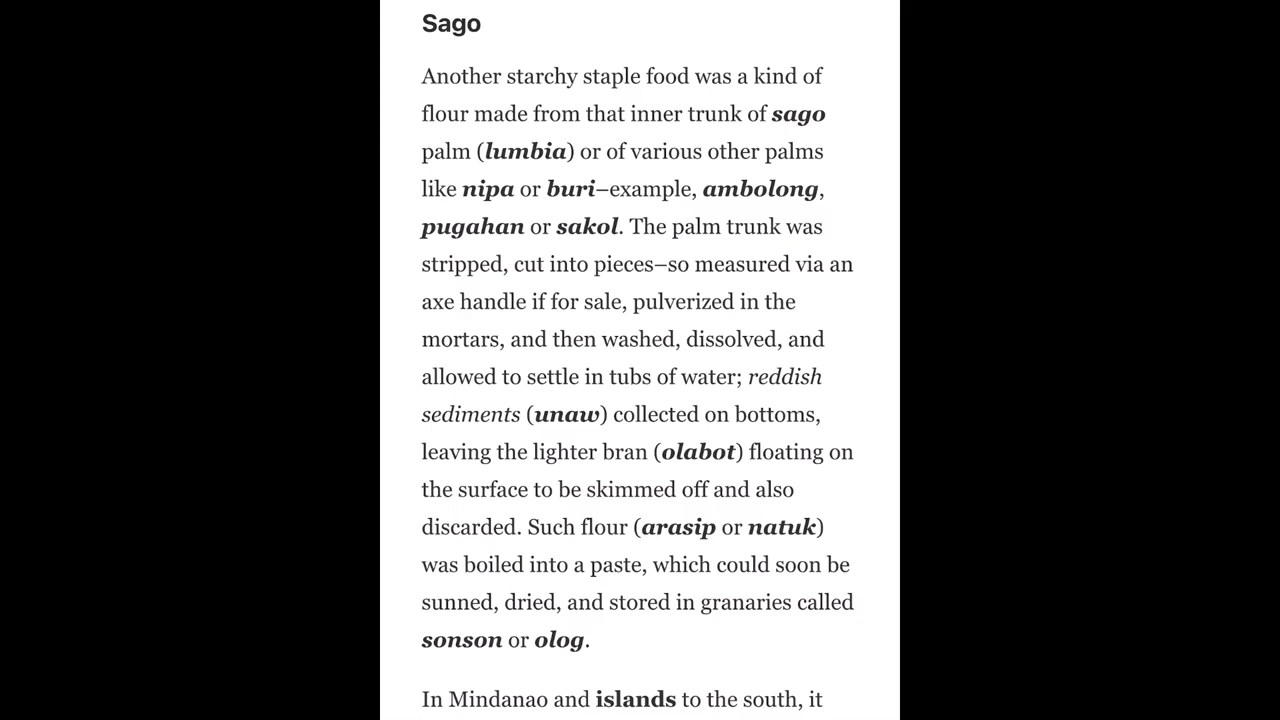 Sago
Another starchy staple food was a kind of
flour made from that inner trunk of sago
palm (lumbia) or of various other palms
like nipa or buri–example, ambolong,
pugahan or sakol. The palm trunk was
stripped, cut into pieces–so measured via an
axe handle if for sale, pulverized in the
mortars, and then washed, dissolved, and
allowed to settle in tubs of water; reddish
sediments (unaw) collected on bottoms,
leaving the lighter bran (olabot) floating on
the surface to be skimmed off and also
discarded. Such flour (arasip or natuk)
was boiled into a paste, which could soon be
sunned, dried, and stored in granaries called
sonson or olog.
In Mindanao and islands to the south, it